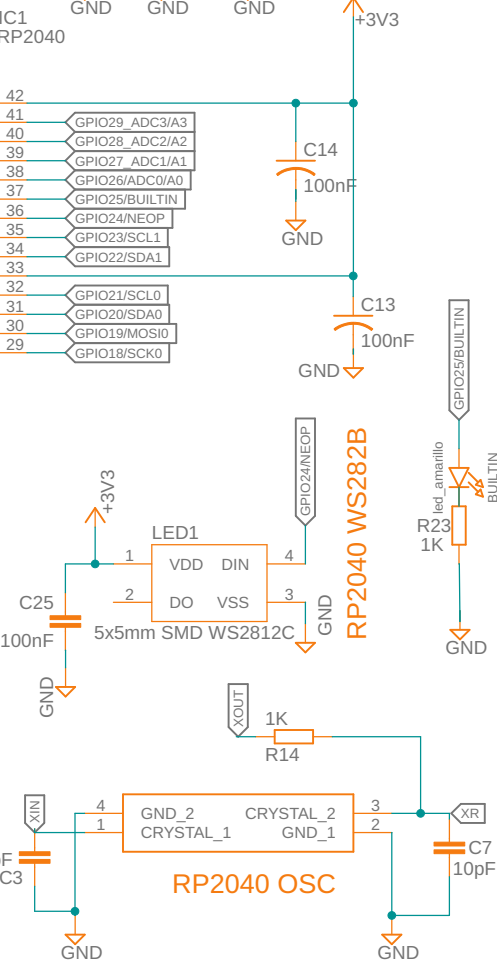 GND GND GND
+3V3
IC1
RP2040
42
41 GPIO29_ADC3/A3
40 GPIO28_ADC2/A2
39 GPIO27_ADC1/A1
38 GPIO26/ADC0/A0
37 GPIO25/BUILTIN
36 GPIO24/NEOP
35 GPIO23/SCL1
34 GPIO22/SDA1
33
32 GPIO21/SCL0
31 GPIO20/SDA0
30 GPIO19/MOSI0
29 GPIO18/SCK0
C14
100nF
GND
C13
100nF
GND
GPIO25/BUILTIN
led_amarillo
BUILTIN
R23
1K
GND
GPIO24/NEOP
RP2040 WS282B
+3V3
LED1
1 VDD DIN 4
2 DO VSS 3
5x5mm SMD WS2812C
GND
C25
100nF
GND
XOUT
1K
R14
XIN
4 GND_2 CRYSTAL_2 3
1 CRYSTAL_1 GND_1 2
XR
pF
C3
C7
10pF
RP2040 OSC
GND
GND